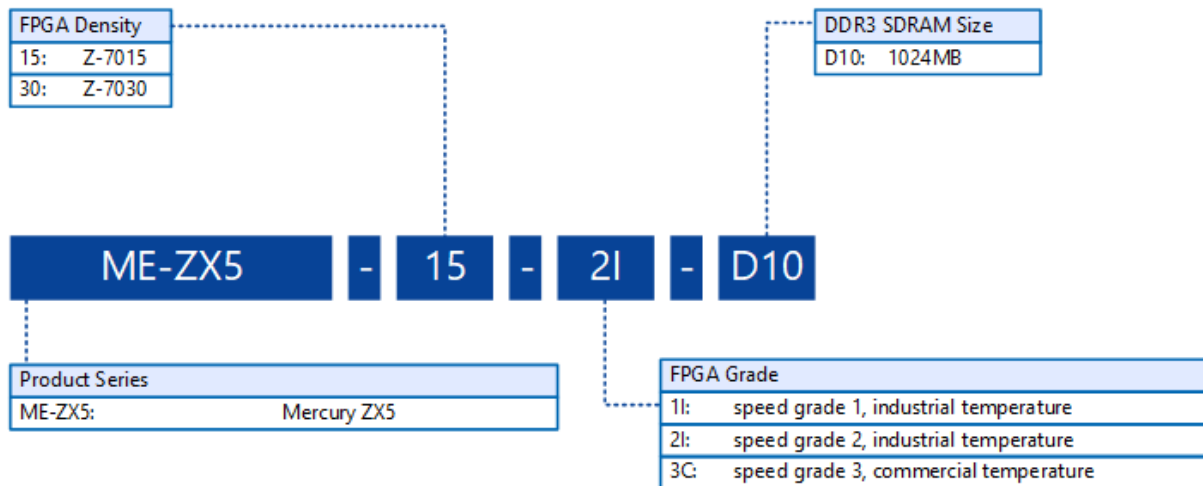 FPGA Density
15: Z-7015
30: Z-7030
DDR3 SDRAM Size
D10: 1024MB
ME-ZX5 - 15 - 2I - D10
Product Series
ME-ZX5: Mercury ZX5
FPGA Grade
1I: speed grade 1, industrial temperature
2I: speed grade 2, industrial temperature
3C: speed grade 3, commercial temperature